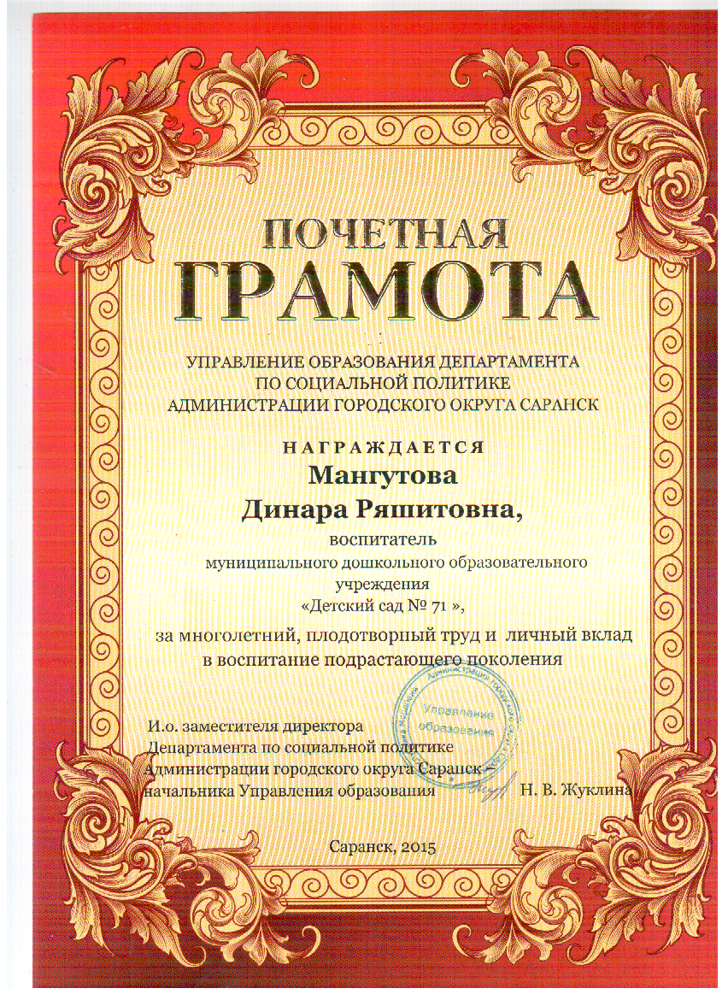 ПОЧЕТНАЯ
ГРАМОТА
УПРАВЛЕНИЕ ОБРАЗОВАНИЯ ДЕПАРТАМЕНТА
ПО СОЦИАЛЬНОЙ ПОЛИТИКЕ
АДМИНИСТРАЦИИ ГОРОДСКОГО ОКРУГА САРАНСК
НАГРАЖДАЕТСЯ
Мангутова
Динара Ряшитовна,
воспитатель
муниципального дошкольного образовательного
учреждения
«Детский сад № 71 »,
за многолетний, плодотворный труд и личный вклад
в воспитание подрастающего поколения
Администрация городского
Управление
образования
И.о. заместителя директора
Департамента по социальной политике
Администрации городского округа Саранск –
начальника Управления образования Н. В. Жуклина
Саранск, 2015